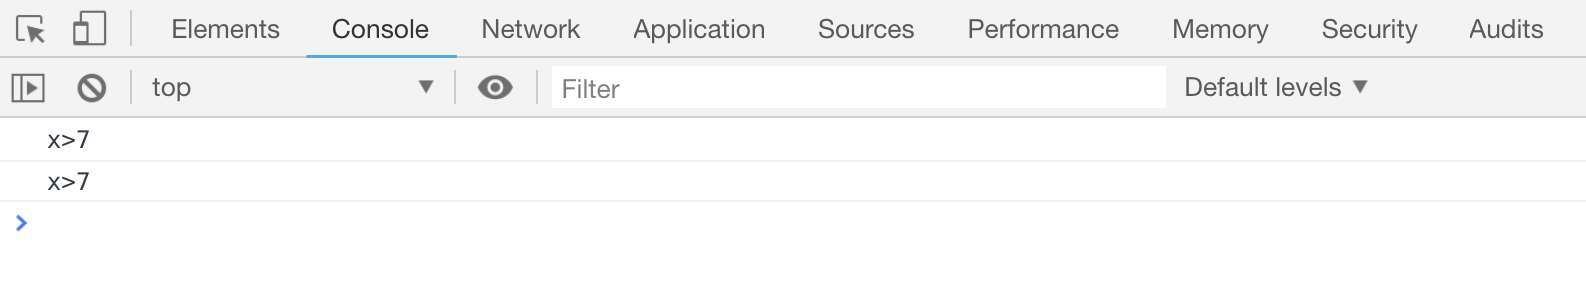 Elements Console Network Application Sources Performance Memory Security Audits
top Filter Default levels
x>7
x>7